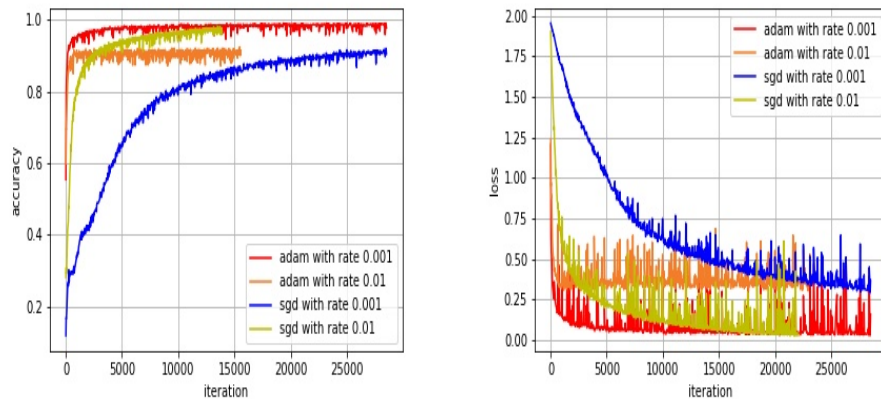 1.0
0.8
0.6
0.4
0.2
accuracy
0 5000 10000 15000 20000 25000
iteration
adam with rate 0.001
adam with rate 0.01
sgd with rate 0.001
sgd with rate 0.01
2.00
1.75
1.50
1.25
1.00
0.75
0.50
0.25
0.00
loss
0 5000 10000 15000 20000 25000
iteration
adam with rate 0.001
adam with rate 0.01
sgd with rate 0.001
sgd with rate 0.01